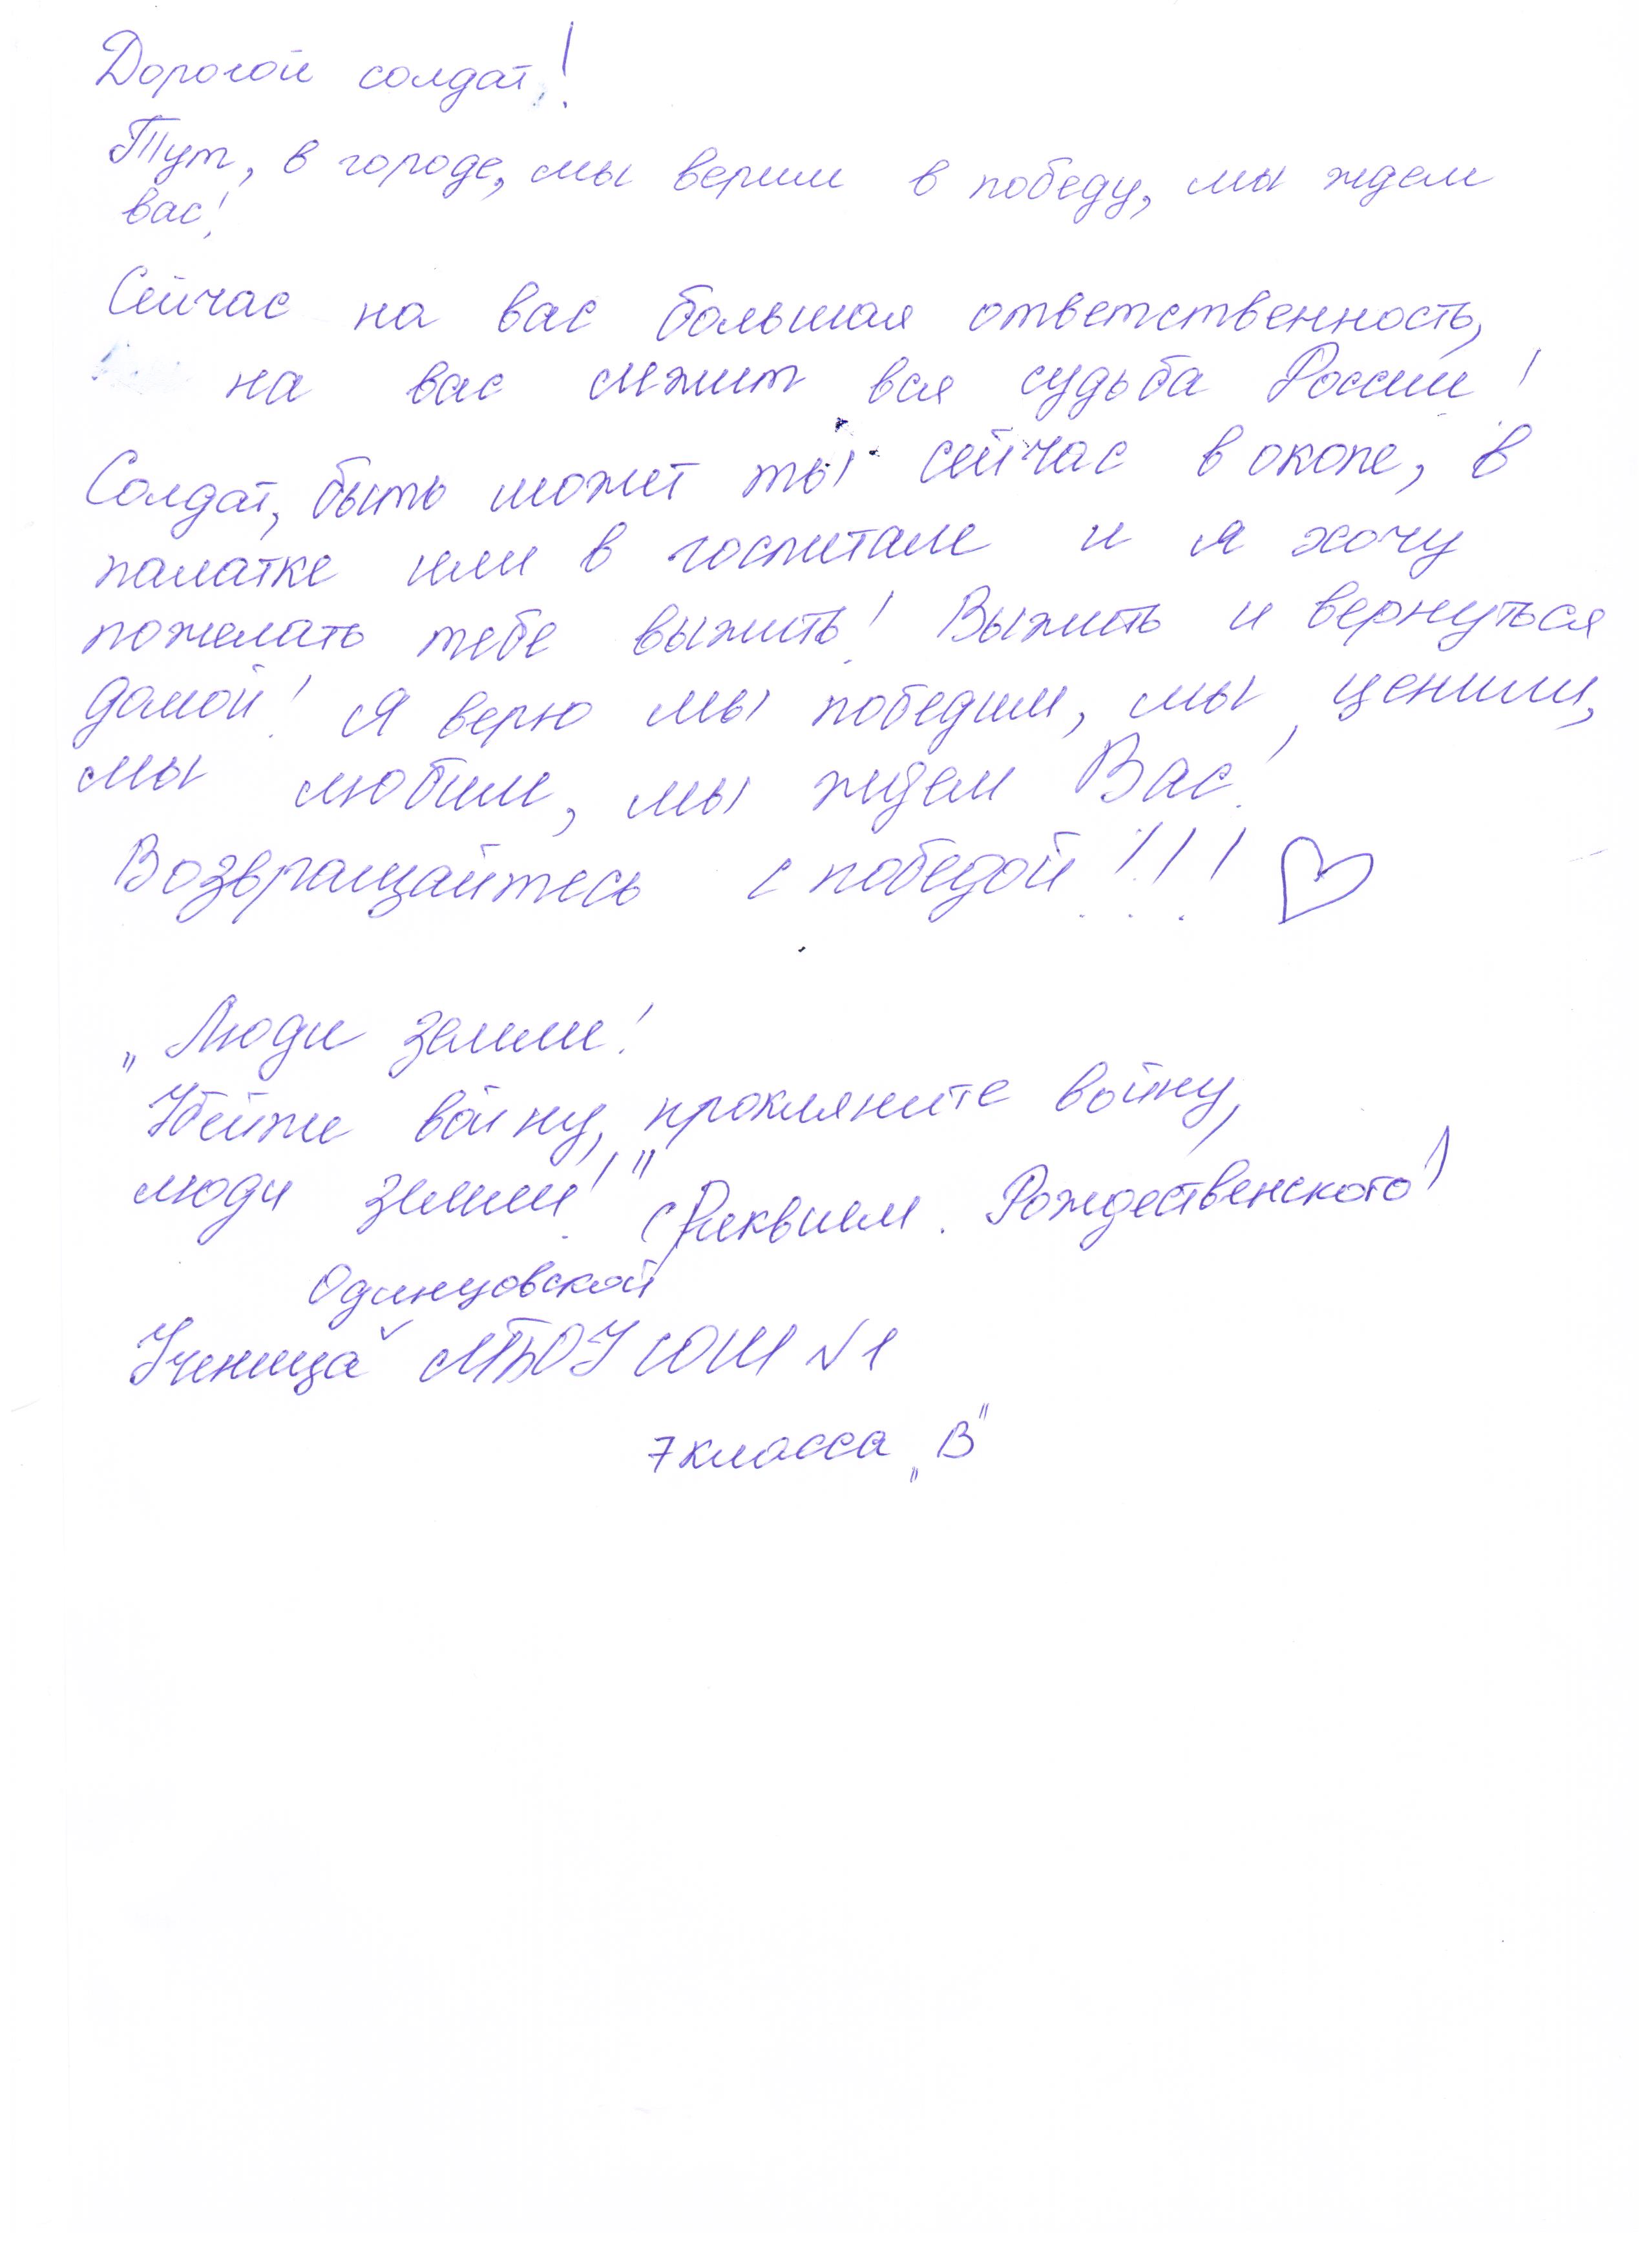 Дорогой солдат!
Тут, в городе, мы верим в победу, мы ждем
вас!
Сейчас на вас большая ответственность,
на вас лежит вся судьба России!
Солдат, быть может ты сейчас в окопе, в
палатке или в госпитале и я хочу
пожелать тебе выжить! Выжить и вернуться
домой! Я верю мы победим, мы ценим,
мы любим, мы ждем Вас!
Возвращайтесь с победой!!!
„Люди земли!
Убейте войну, прокляните войну,
люди земли!" (Реквием. Рождественского)
Одинцовской
Ученица МБОУ СОШ №1
7 класса „В"